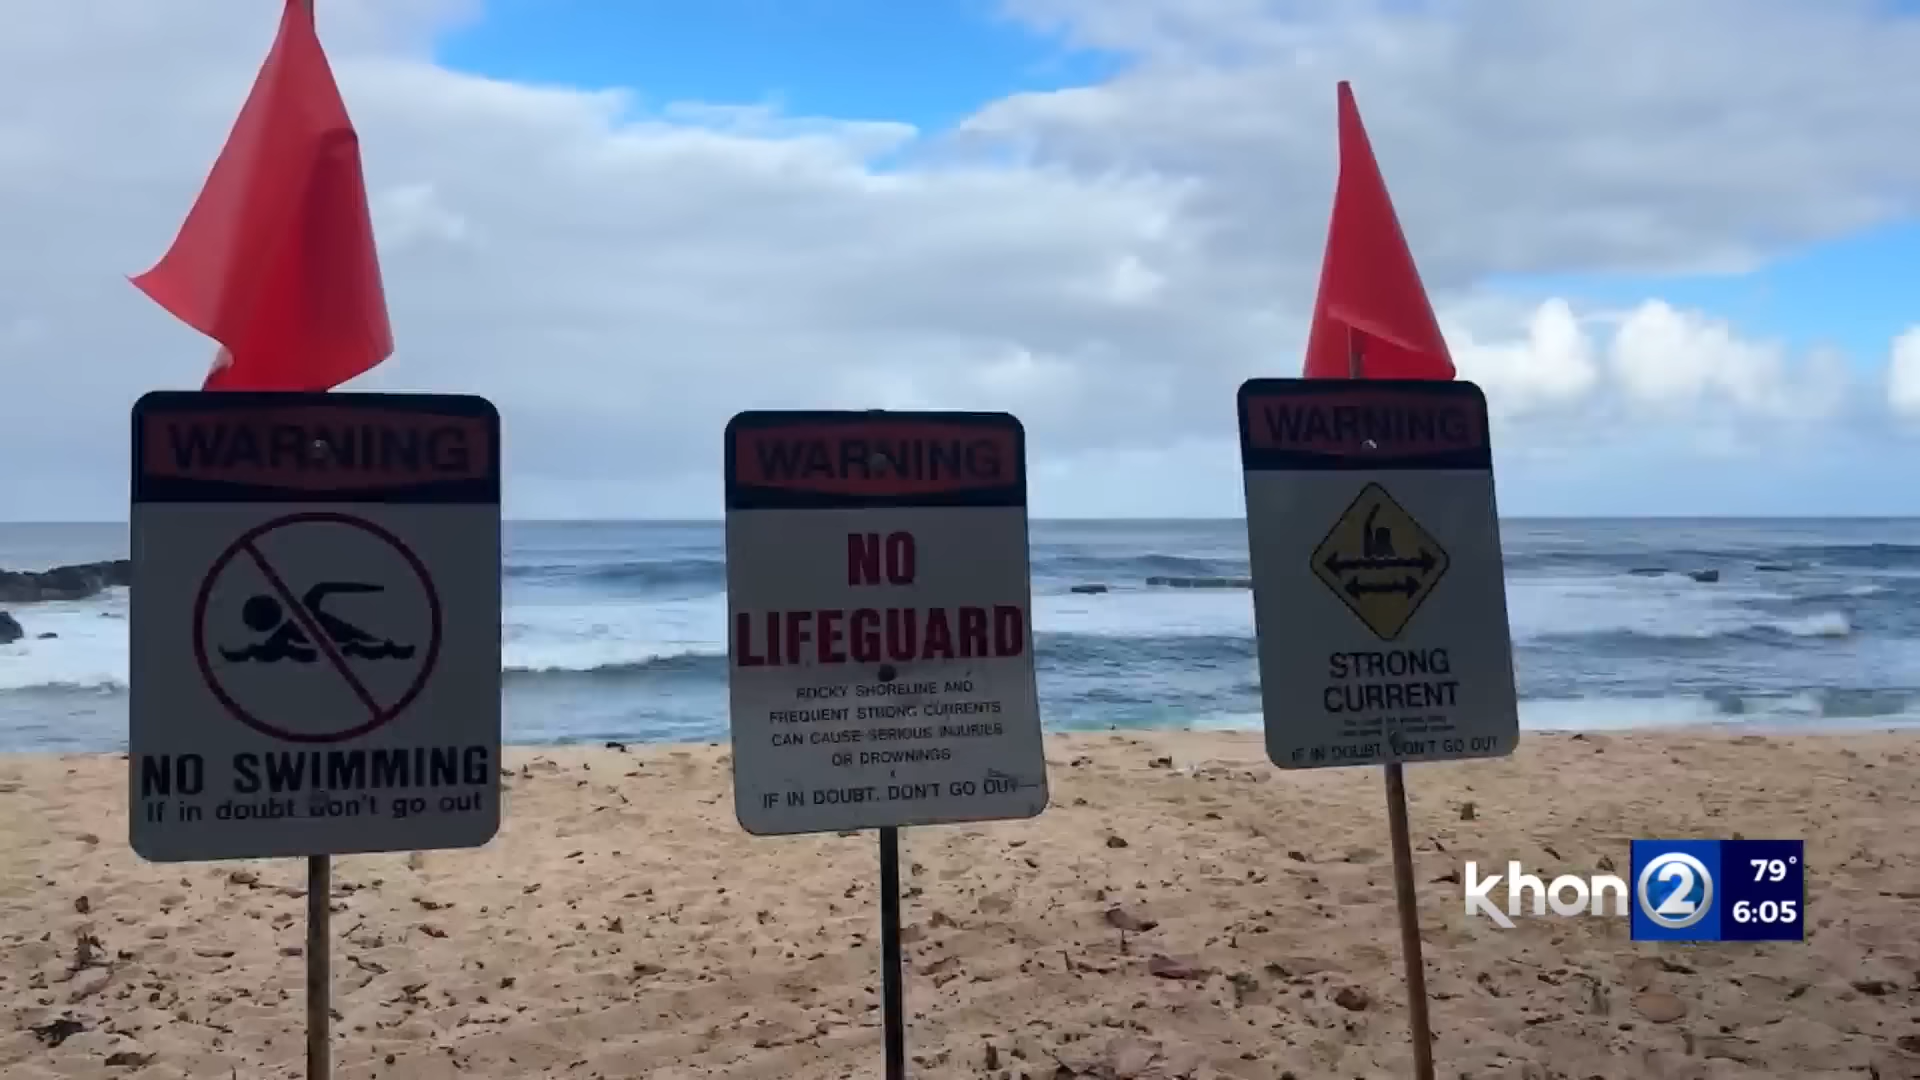 WARNING
NO SWIMMING
If in doubt Don't go out
WARNING
NO
LIFEGUARD
ROCKY SHORELINE AND
FREQUENT STRONG CURRENTS
CAN CAUSE SERIOUS INJURIES
OR DROWNINGS
IF IN DOUBT, DON'T GO OUT
WARNING
STRONG
CURRENT
IF IN DOUBT, DON'T GO OUT
khon 2
79°
6:05